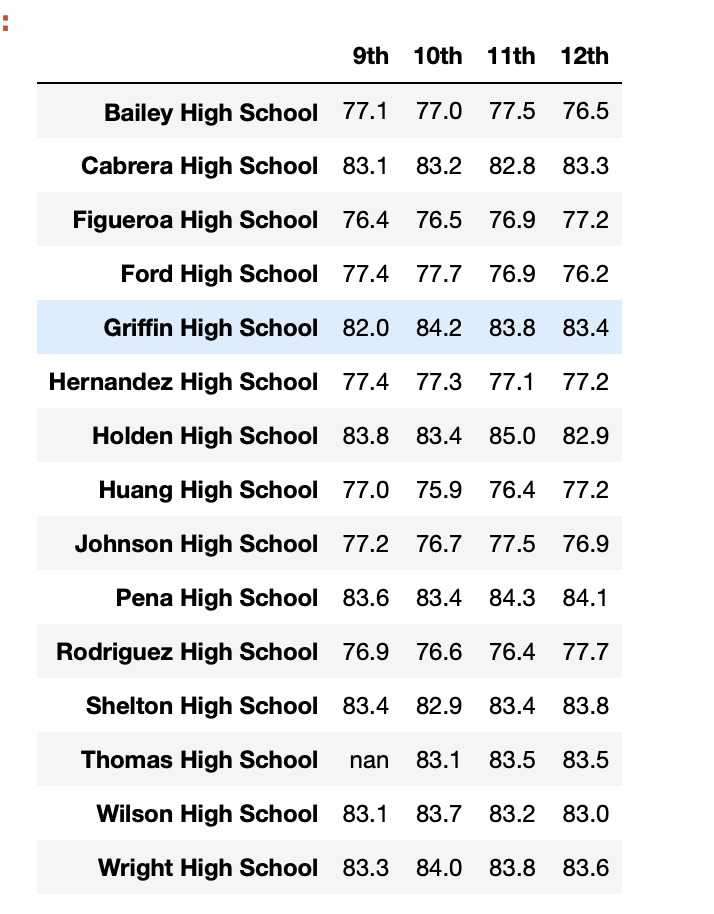 :
9th 10th 11th 12th
Bailey High School 77.1 77.0 77.5 76.5
Cabrera High School 83.1 83.2 82.8 83.3
Figueroa High School 76.4 76.5 76.9 77.2
Ford High School 77.4 77.7 76.9 76.2
Griffin High School 82.0 84.2 83.8 83.4
Hernandez High School 77.4 77.3 77.1 77.2
Holden High School 83.8 83.4 85.0 82.9
Huang High School 77.0 75.9 76.4 77.2
Johnson High School 77.2 76.7 77.5 76.9
Pena High School 83.6 83.4 84.3 84.1
Rodriguez High School 76.9 76.6 76.4 77.7
Shelton High School 83.4 82.9 83.4 83.8
Thomas High School nan 83.1 83.5 83.5
Wilson High School 83.1 83.7 83.2 83.0
Wright High School 83.3 84.0 83.8 83.6